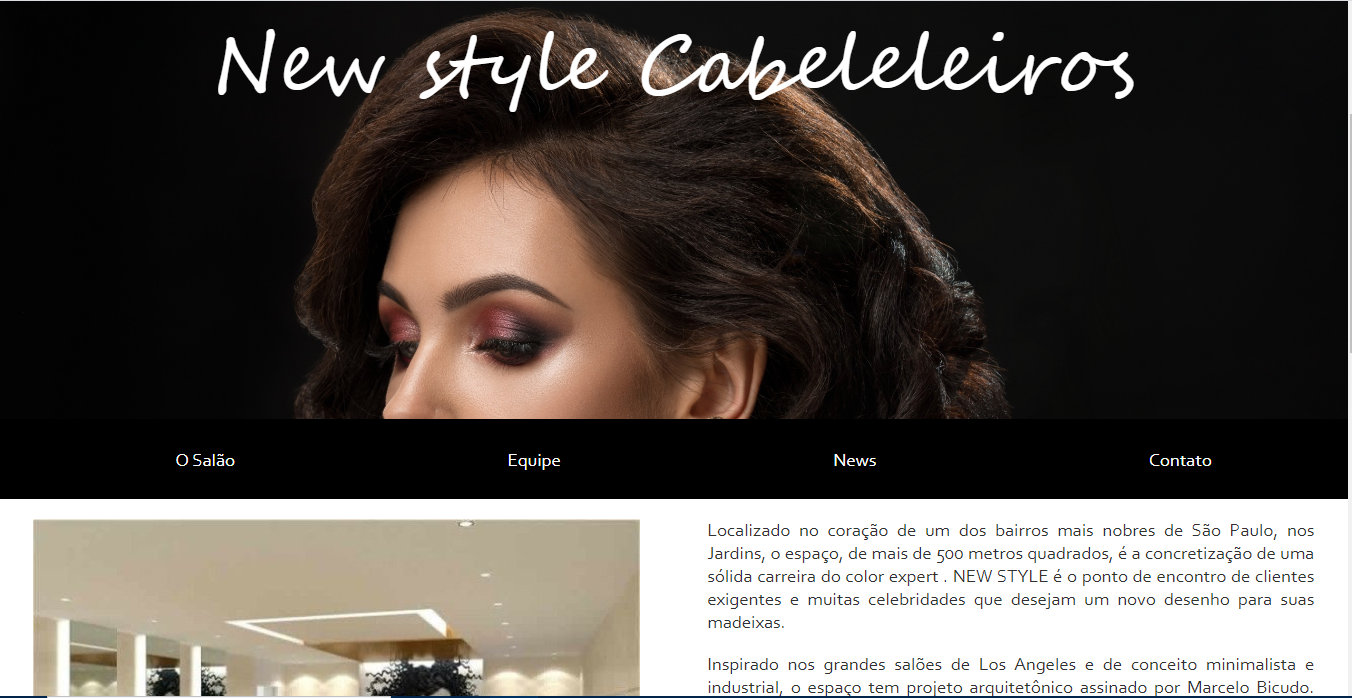 New style Cabeleleiros
O Salão
Equipe
News
Contato
Localizado no coração de um dos bairros mais nobres de São Paulo, nos
Jardins, o espaço, de mais de 500 metros quadrados, é a concretização de uma
sólida carreira do color expert . NEW STYLE é o ponto de encontro de clientes
exigentes e muitas celebridades que desejam um novo desenho para suas
madeixas.
Inspirado nos grandes salões de Los Angeles e de conceito minimalista e
industrial, o espaço tem projeto arquitetônico assinado por Marcelo Bicudo.